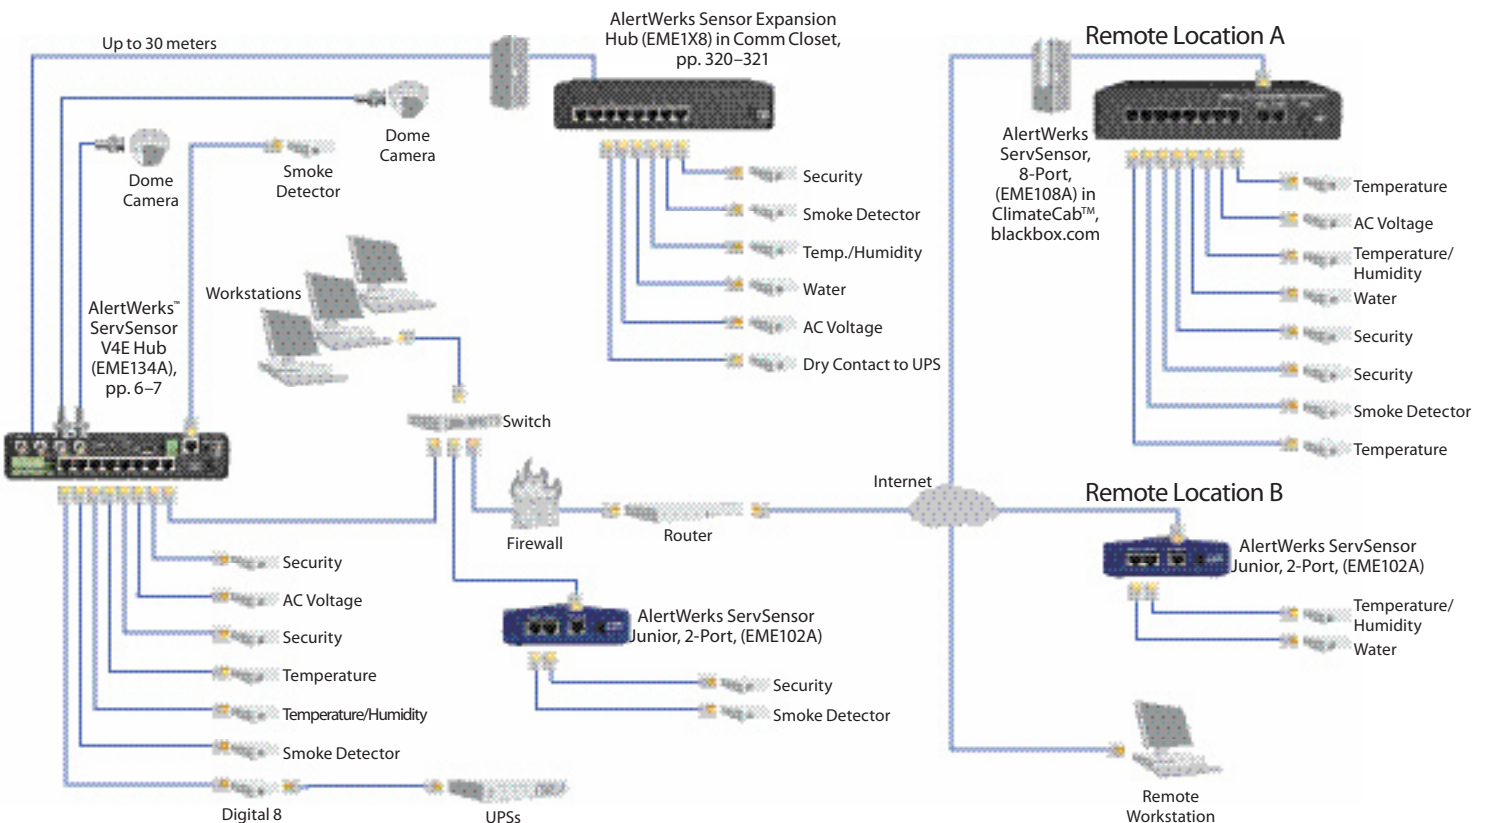 Up to 30 meters
AlertWerks Sensor Expansion
Hub (EME1X8) in Comm Closet,
pp. 320–321
Remote Location A
Dome
Camera
Dome
Camera
Smoke
Detector
Security
Smoke Detector
Temp./Humidity
Water
AC Voltage
Dry Contact to UPS
AlertWerks
ServSensor,
8-Port,
(EME108A) in
ClimateCab™,
blackbox.com
Temperature
AC Voltage
Temperature/
Humidity
Water
Security
Security
Smoke Detector
Temperature
Workstations
AlertWerks™
ServSensor
V4E Hub
(EME134A),
pp. 6–7
Switch
Firewall
Router
Internet
Remote Location B
AlertWerks ServSensor
Junior, 2-Port, (EME102A)
Temperature/
Humidity
Water
Security
AC Voltage
Security
Temperature
Temperature/Humidity
Smoke Detector
Digital 8
UPSs
AlertWerks ServSensor
Junior, 2-Port, (EME102A)
Security
Smoke Detector
Remote
Workstation